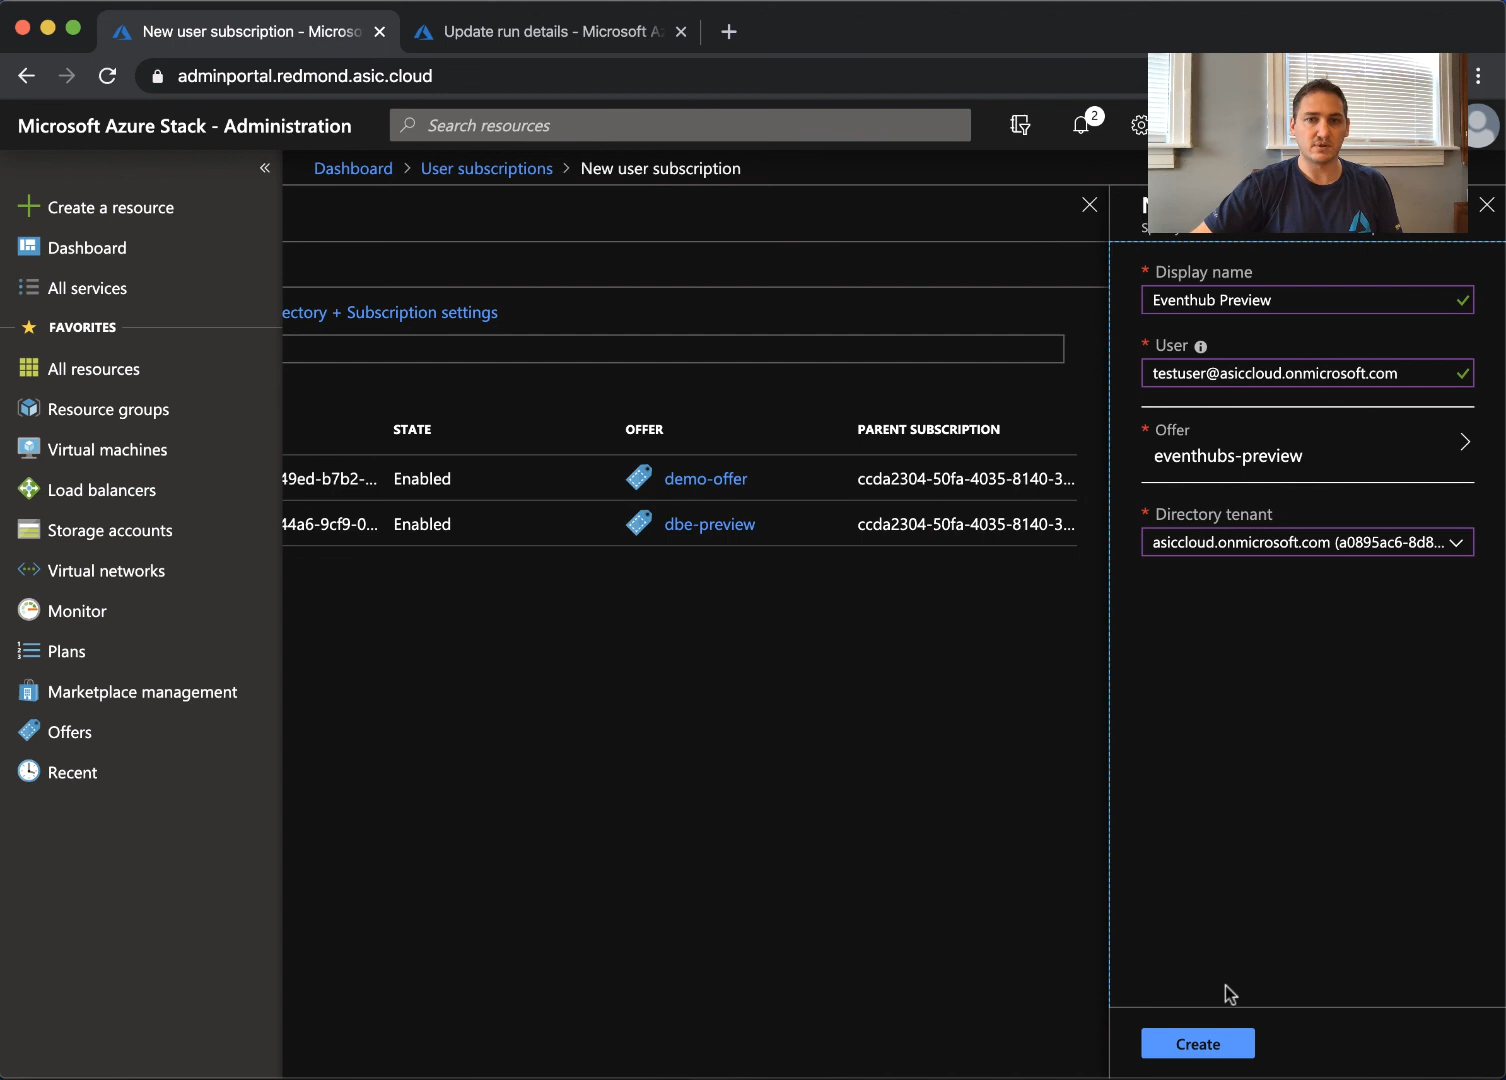 New user subscription - Microso
Update run details - Microsoft A
adminportal.redmond.asic.cloud
Microsoft Azure Stack - Administration
Search resources
2
Dashboard > User subscriptions > New user subscription
Create a resource
Dashboard
All services
FAVORITES
All resources
Resource groups
Virtual machines
Load balancers
Storage accounts
Virtual networks
Monitor
Plans
Marketplace management
Offers
Recent
ectory + Subscription settings
STATE OFFER PARENT SUBSCRIPTION
49ed-b7b2-... Enabled demo-offer ccda2304-50fa-4035-8140-3...
44a6-9cf9-0... Enabled dbe-preview ccda2304-50fa-4035-8140-3...
* Display name
Eventhub Preview
* User
testuser@asiccloud.onmicrosoft.com
* Offer
eventhubs-preview
* Directory tenant
asiccloud.onmicrosoft.com (a0895ac6-8d8...
Create